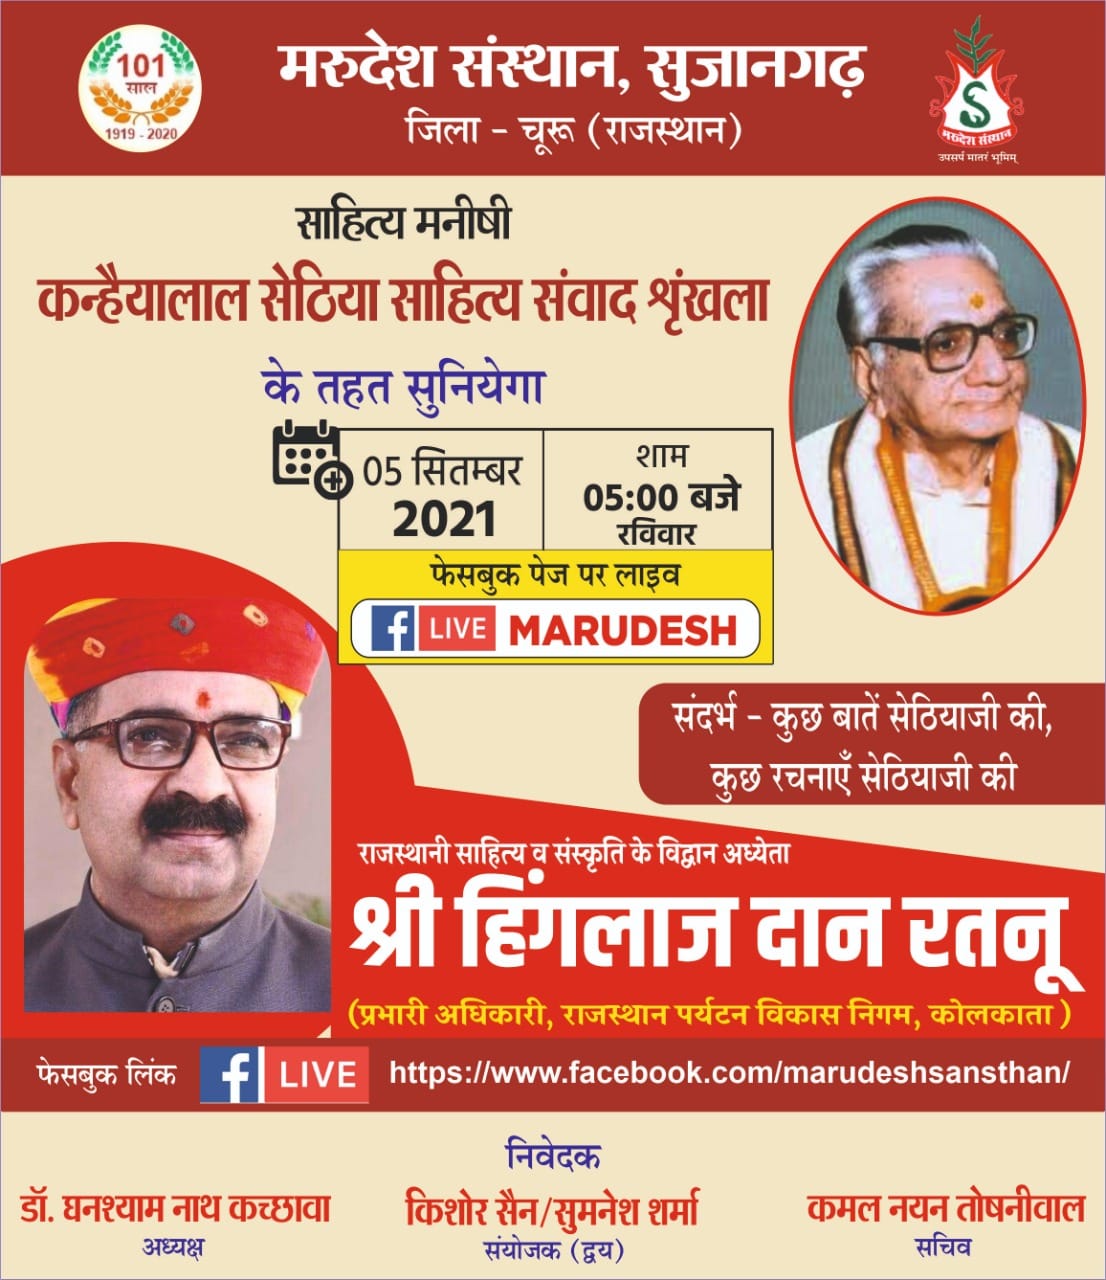 101
साल
1919 - 2020
मरुदेश संस्थान, सुजानगढ़
जिला - चूरू (राजस्थान)
S
मरुदेश संस्थान
उपसर्प मातरं भूमिम्
साहित्य मनीषी
कन्हैयालाल सेठिया साहित्य संवाद श्रृंखला
के तहत सुनियेगा
05 सितम्बर
2021
शाम
05:00 बजे
रविवार
फेसबुक पेज पर लाइव
f LIVE MARUDESH
संदर्भ - कुछ बातें सेठियाजी की,
कुछ रचनाएँ सेठियाजी की
राजस्थानी साहित्य व संस्कृति के विद्वान अध्येता
श्री हिंगलाज दान रतनू
(प्रभारी अधिकारी, राजस्थान पर्यटन विकास निगम, कोलकाता )
फेसबुक लिंक f LIVE https://www.facebook.com/marudeshsansthan/
निवेदक
डॉ. घनश्याम नाथ कच्छावा
अध्यक्ष
किशोर सैन/सुमनेश शर्मा
संयोजक (द्वय)
कमल नयन तोषनीवाल
सचिव